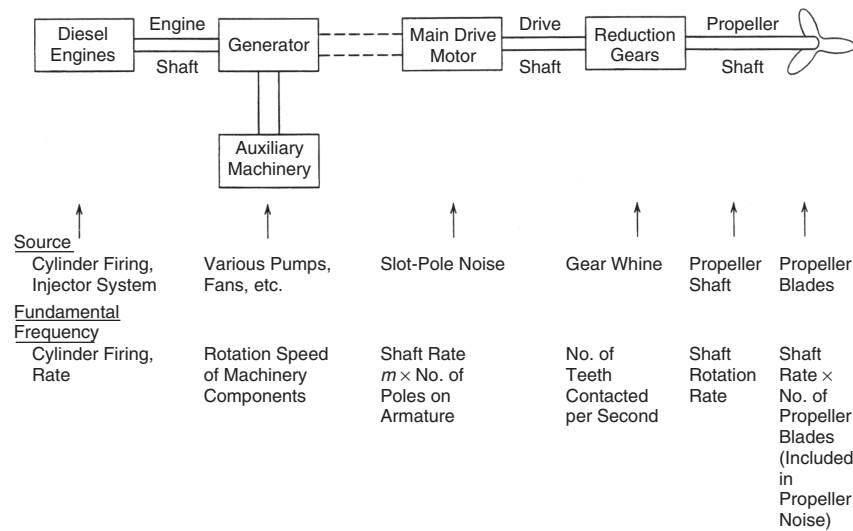 Diesel
Engines
Engine
Shaft
Generator
Main Drive
Motor
Drive
Shaft
Reduction
Gears
Propeller
Shaft
Auxiliary
Machinery
Source
Cylinder Firing,
Injector System
Various Pumps,
Fans, etc.
Slot-Pole Noise
Gear Whine
Propeller
Shaft
Propeller
Blades
Fundamental
Frequency
Cylinder Firing,
Rate
Rotation Speed
of Machinery
Components
Shaft Rate
m × No. of
Poles on
Armature
No. of
Teeth
Contacted
per Second
Shaft
Rotation
Rate
Shaft
Rate ×
No. of
Propeller
Blades
(Included
in
Propeller
Noise)